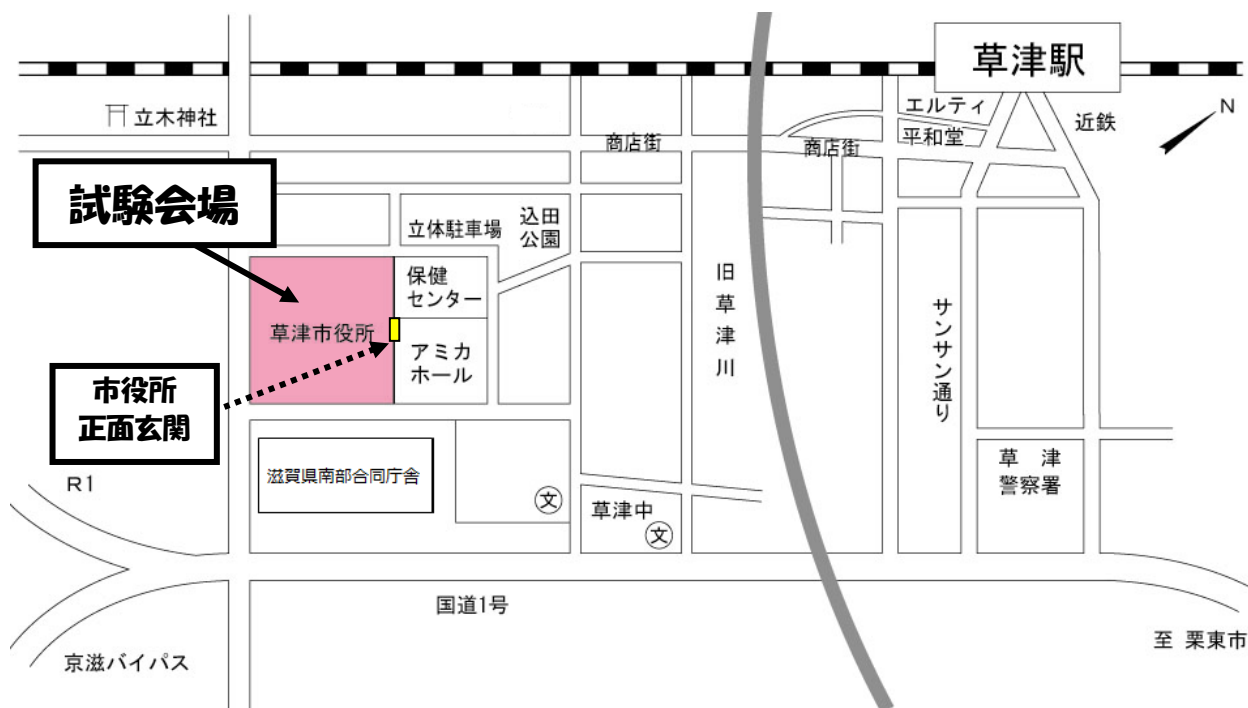 草津駅
N
エルティ
近鉄
立木神社
平和堂
商店街
商店街
試験会場
込田
公園
立体駐車場
保健
センター
旧草津川
サンサン通り
草津市役所
アミカ
ホール
市役所
正面玄関
滋賀県南部合同庁舎
草津
警察署
R1
文
草津中
文
国道1号
至 栗東市
京滋バイパス